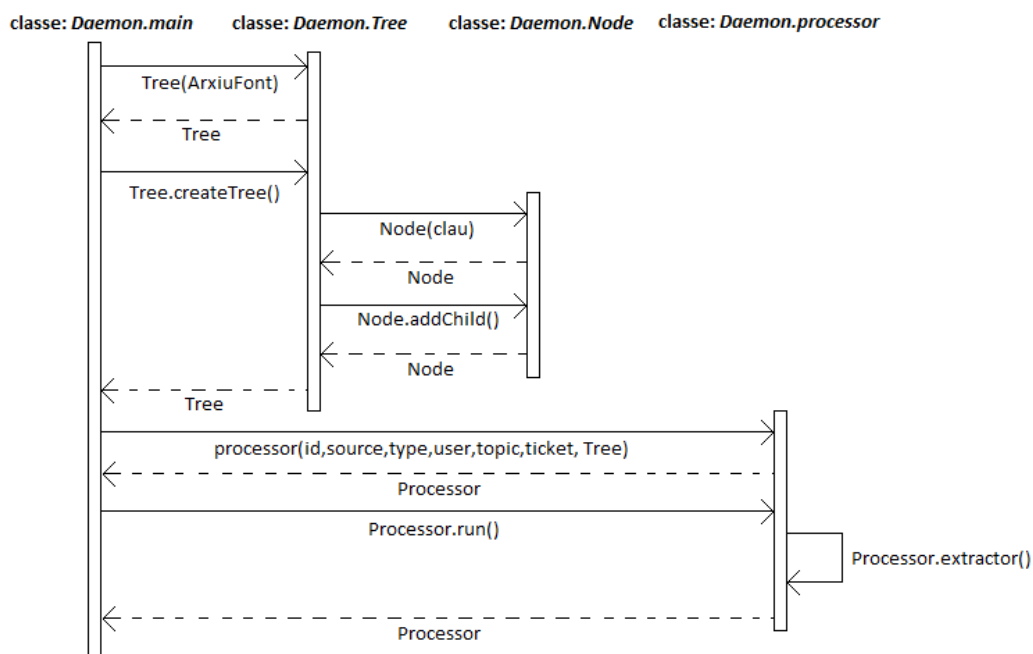 classe: Daemon.main classe: Daemon.Tree classe: Daemon.Node classe: Daemon.processor
Tree(ArxiuFont)
Tree
Tree.createTree()
Node(clau)
Node
Node.addChild()
Node
Tree
processor(id,source,type,user,topic,ticket, Tree)
Processor
Processor.run()
Processor.extractor()
Processor